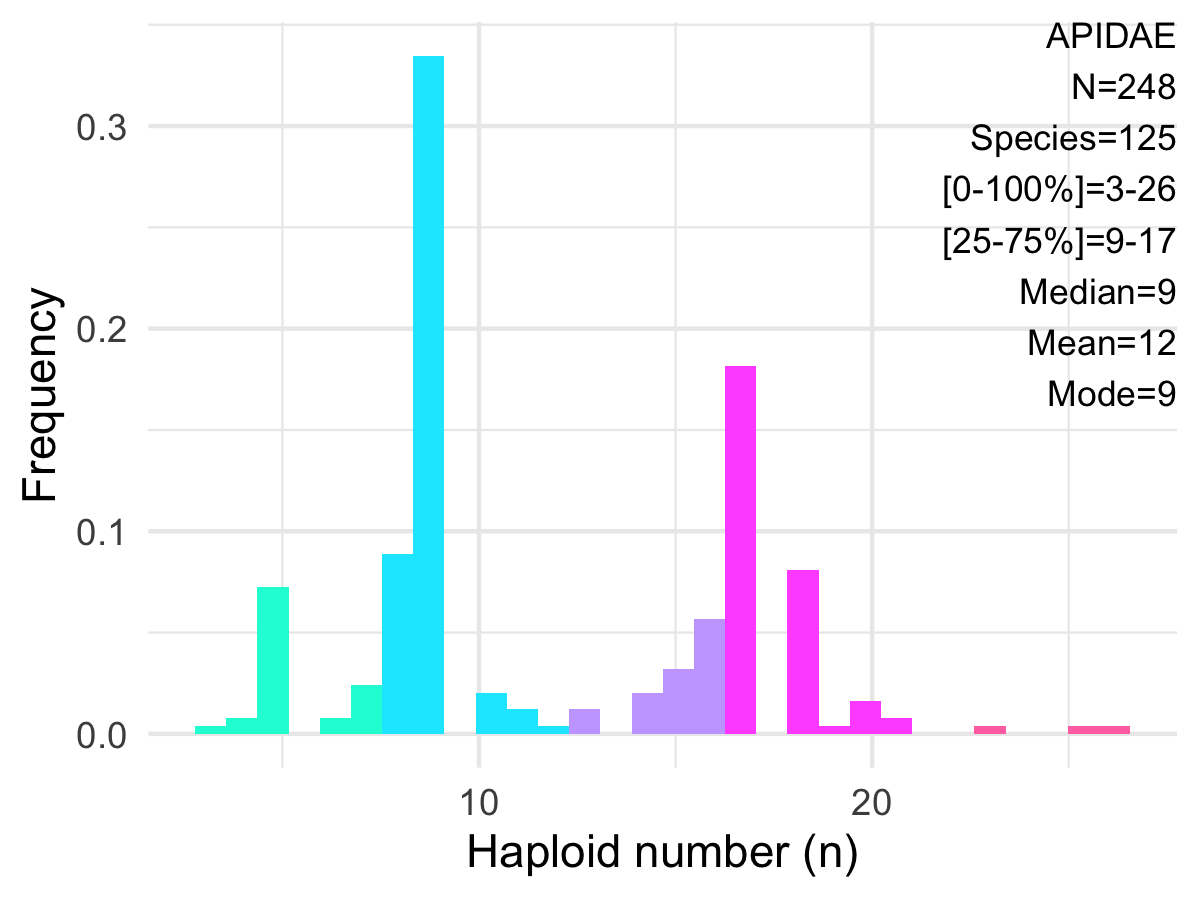 APIDAE
N=248
Species=125
[0-100%]=3-26
[25-75%]=9-17
Median=9
Mean=12
Mode=9
0.3
0.2
0.1
0.0
Frequency
10 20
Haploid number (n)